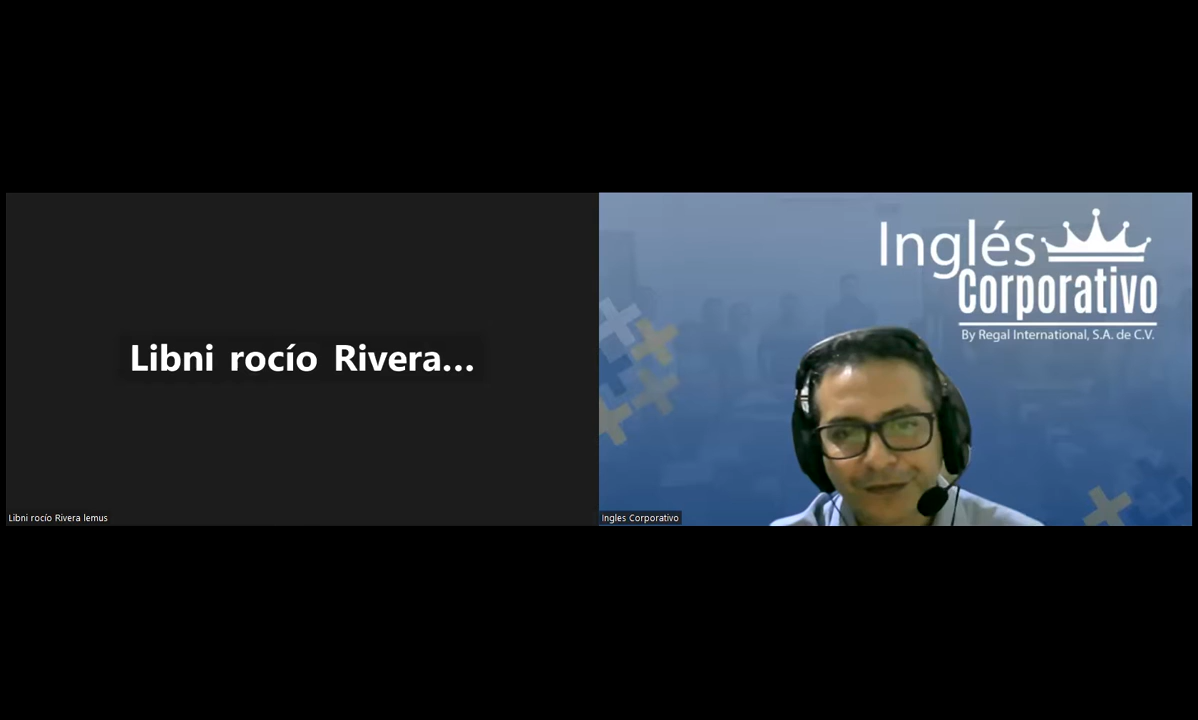 Libni rocío Rivera...
Libni rocío Rivera lemus
Inglés
Corporativo
By Regal International, S.A. de C.V.
Ingles Corporativo